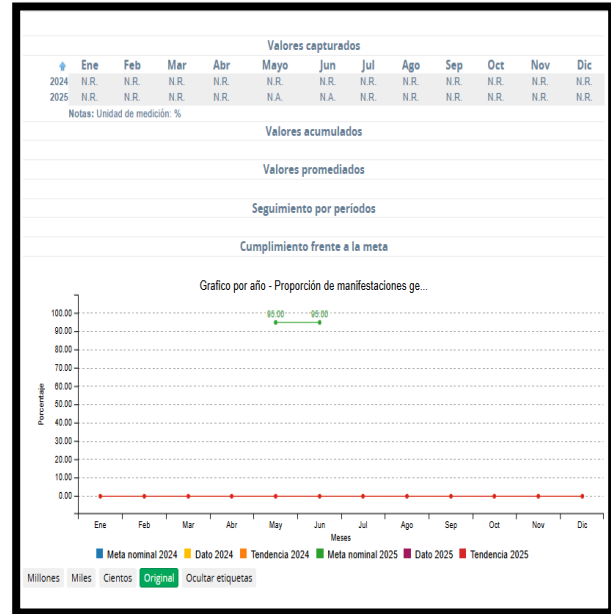 Valores capturados
Ene Feb Mar Abr Mayo Jun Jul Ago Sep Oct Nov Dic
2024 N.R. N.R. N.R. N.R. N.R. N.R. N.R. N.R. N.R. N.R. N.R. N.R.
2025 N.R. N.R. N.R. N.R. N.A. N.A. N.R. N.R. N.R. N.R. N.R. N.R.
Notas: Unidad de medición: %
Valores acumulados
Valores promediados
Seguimiento por períodos
Cumplimiento frente a la meta
Grafico por año - Proporción de manifestaciones ge...
100.00
90.00
80.00
70.00
60.00
50.00
40.00
30.00
20.00
10.00
0.00
Porcentaje
95.00 95.00
Ene Feb Mar Abr May Jun Jul Ago Sep Oct Nov Dic
Meses
Meta nominal 2024 Dato 2024 Tendencia 2024 Meta nominal 2025 Dato 2025 Tendencia 2025
Millones Miles Cientos Original Ocultar etiquetas